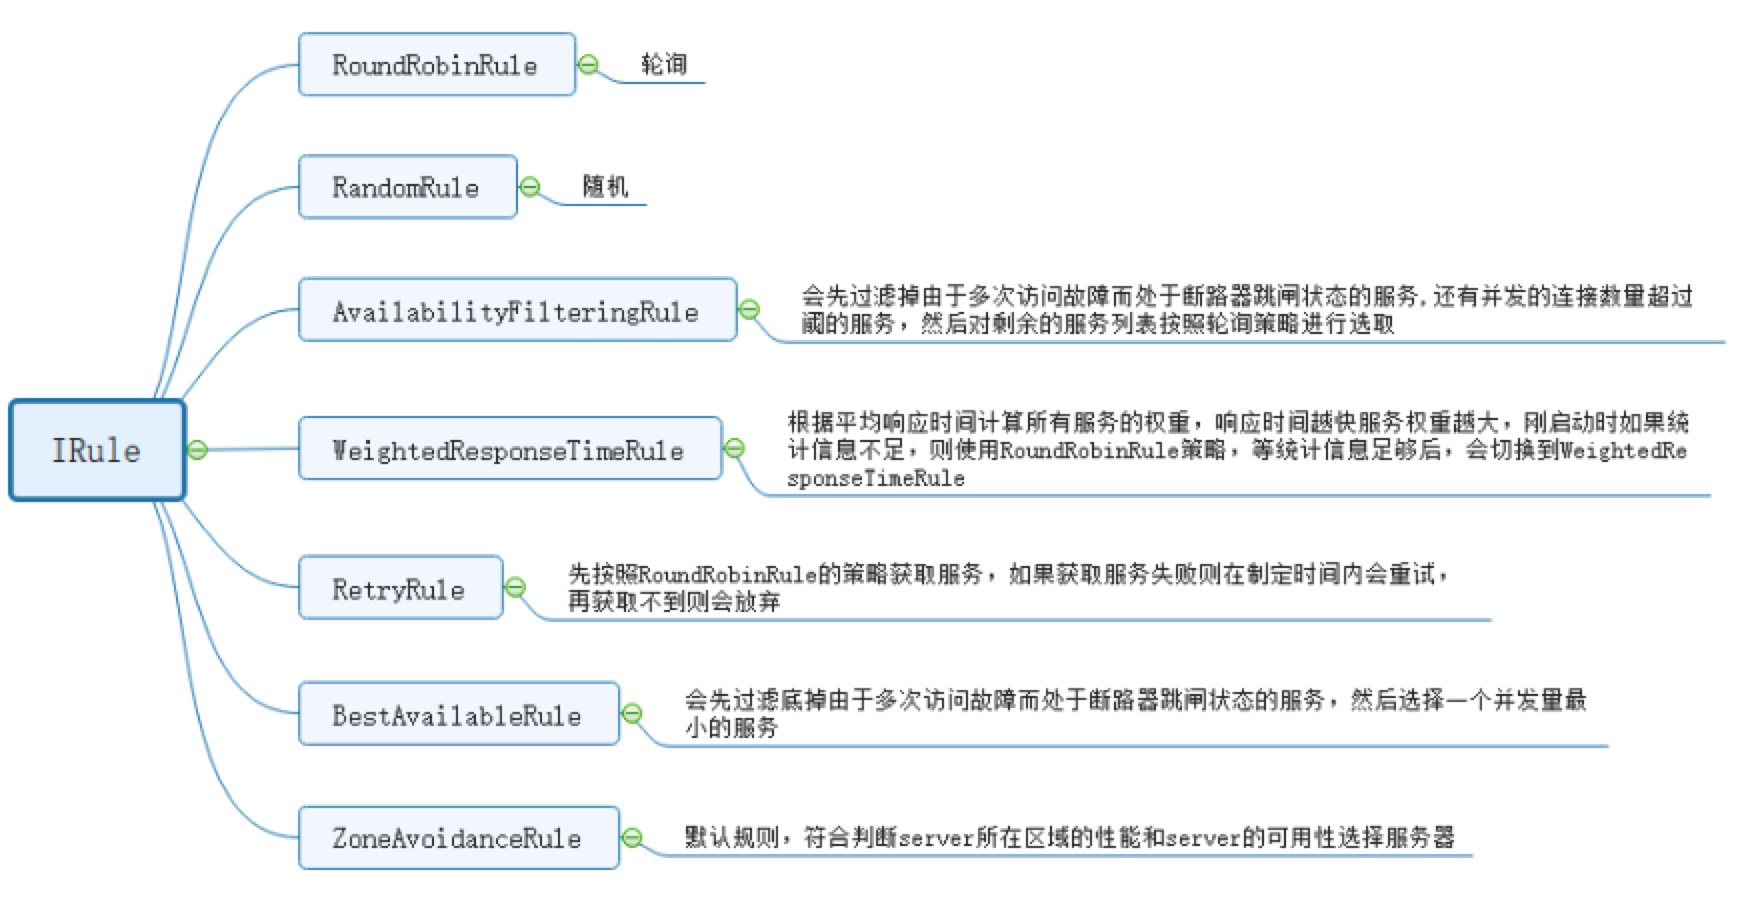 RoundRobinRule
轮询
RandomRule
随机
AvailabilityFilteringRule
会先过滤掉由于多次访问故障而处于断路器跳闸状态的服务,还有并发的连接数量超过
阈的服务，然后对剩余的服务列表按照轮询策略进行选取
IRule
WeightedResponseTimeRule
根据平均响应时间计算所有服务的权重，响应时间越快服务权重越大，刚启动时如果统
计信息不足，则使用RoundRobinRule策略，等统计信息足够后，会切换到WeightedRe
sponseTimeRule
RetryRule
先按照RoundRobinRule的策略获取服务，如果获取服务失败则在制定时间内会重试，
再获取不到则会放弃
BestAvailableRule
会先过滤底掉由于多次访问故障而处于断路器跳闸状态的服务，然后选择一个并发量最
小的服务
ZoneAvoidanceRule
默认规则，符合判断server所在区域的性能和server的可用性选择服务器